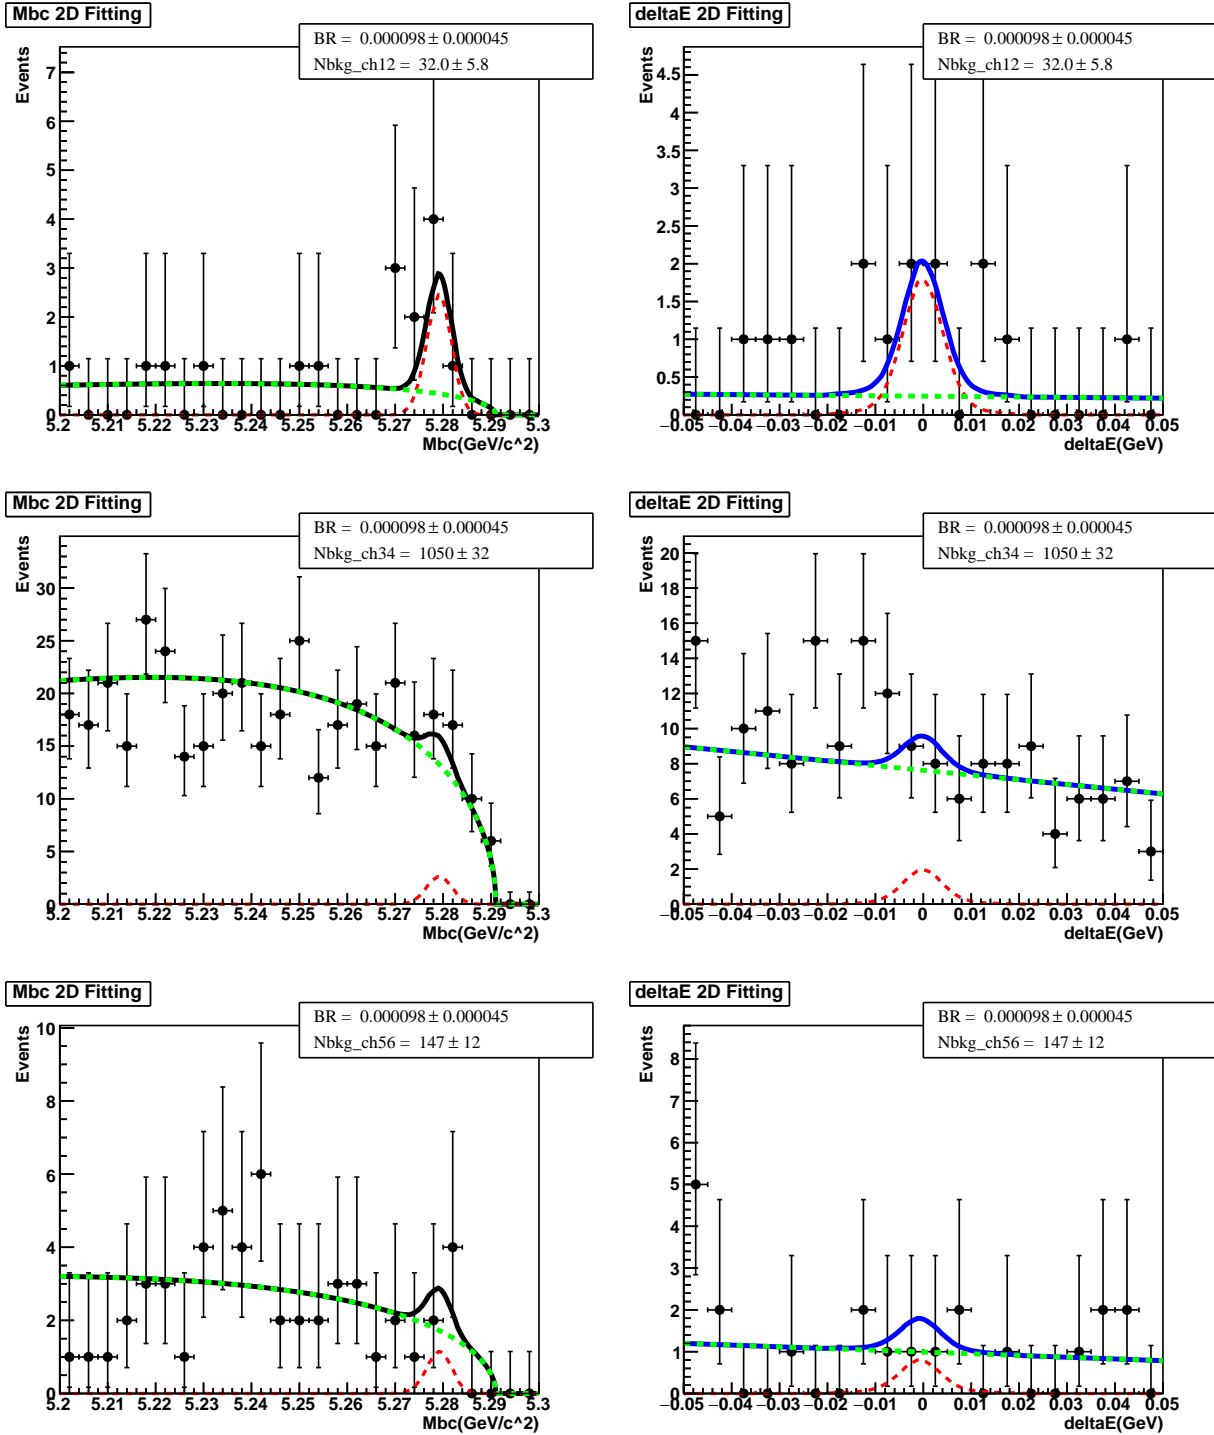 Mbc 2D Fitting
BR = 0.000098 ± 0.000045
Nbkg_ch12 = 32.0 ± 5.8
Events
7
6
5
4
3
2
1
0
5.2 5.21 5.22 5.23 5.24 5.25 5.26 5.27 5.28 5.29 5.3
Mbc(GeV/c^2)
deltaE 2D Fitting
BR = 0.000098 ± 0.000045
Nbkg_ch12 = 32.0 ± 5.8
Events
4.5
4
3.5
3
2.5
2
1.5
1
0.5
0
−0.05 −0.04 −0.03 −0.02 −0.01 0 0.01 0.02 0.03 0.04 0.05
deltaE(GeV)
Mbc 2D Fitting
BR = 0.000098 ± 0.000045
Nbkg_ch34 = 1050 ± 32
Events
30
25
20
15
10
5
0
5.2 5.21 5.22 5.23 5.24 5.25 5.26 5.27 5.28 5.29 5.3
Mbc(GeV/c^2)
deltaE 2D Fitting
BR = 0.000098 ± 0.000045
Nbkg_ch34 = 1050 ± 32
Events
20
18
16
14
12
10
8
6
4
2
0
−0.05 −0.04 −0.03 −0.02 −0.01 0 0.01 0.02 0.03 0.04 0.05
deltaE(GeV)
Mbc 2D Fitting
BR = 0.000098 ± 0.000045
Nbkg_ch56 = 147 ± 12
Events
10
8
6
4
2
0
5.2 5.21 5.22 5.23 5.24 5.25 5.26 5.27 5.28 5.29 5.3
Mbc(GeV/c^2)
deltaE 2D Fitting
BR = 0.000098 ± 0.000045
Nbkg_ch56 = 147 ± 12
Events
8
7
6
5
4
3
2
1
0
−0.05 −0.04 −0.03 −0.02 −0.01 0 0.01 0.02 0.03 0.04 0.05
deltaE(GeV)